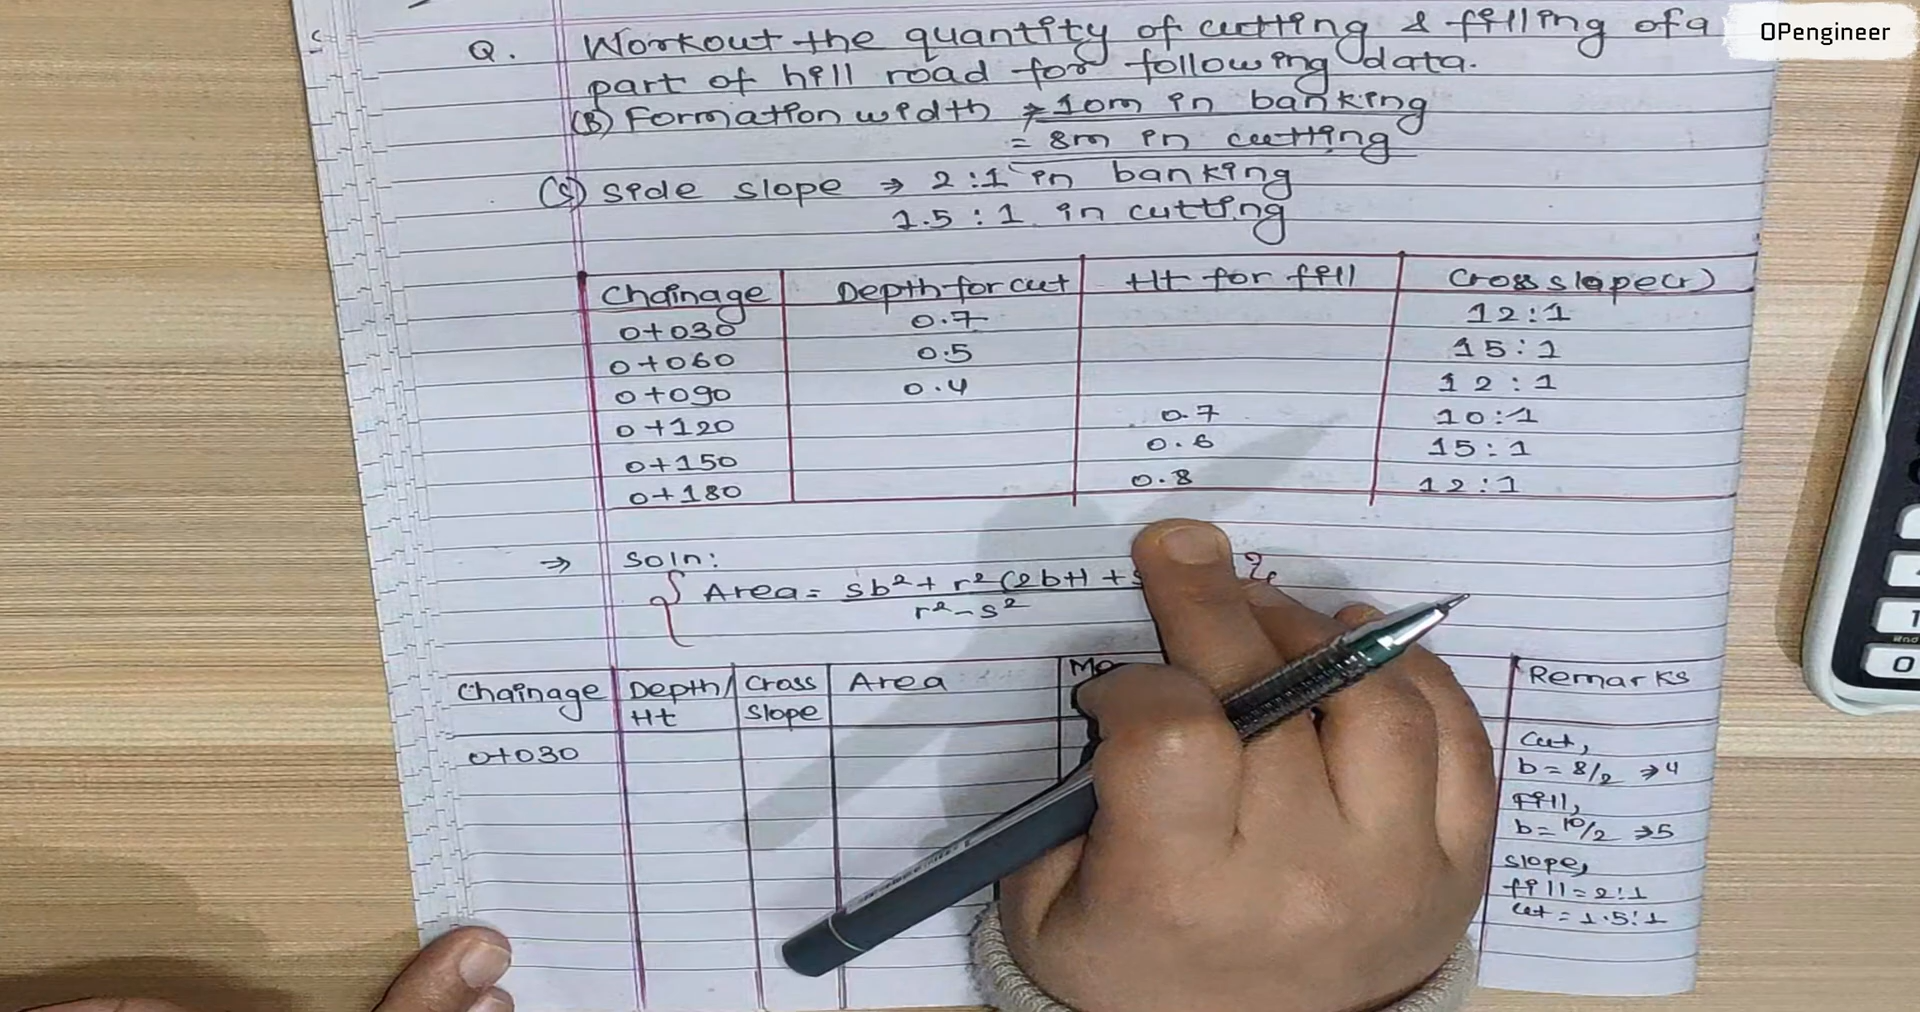 OPengineer
Q. Workout the quantity of cutting & filling of a
part of hill road for following data.
(B) Formation width → 10m in banking
= 8m in cutting
(S) side slope → 2:1 in banking
1.5 : 1 in cutting
Chainage Depth for cut Ht for fill Cross slope(r)
0+030 0.7 12:1
0+060 0.5 15:1
0+090 0.4 12:1
0+120 0.7 10:1
0+150 0.6 15:1
0+180 0.8 12:1
⇒ Soln:
Area = sb²+ r²(2bH +
r²-s²
Chainage Depth/ Cross Area Remarks
Ht Slope
0+030 Cut,
b = 8/2 → 4
fill,
b = 10/2 → 5
slope,
fill = 2:1
cut = 1.5:1